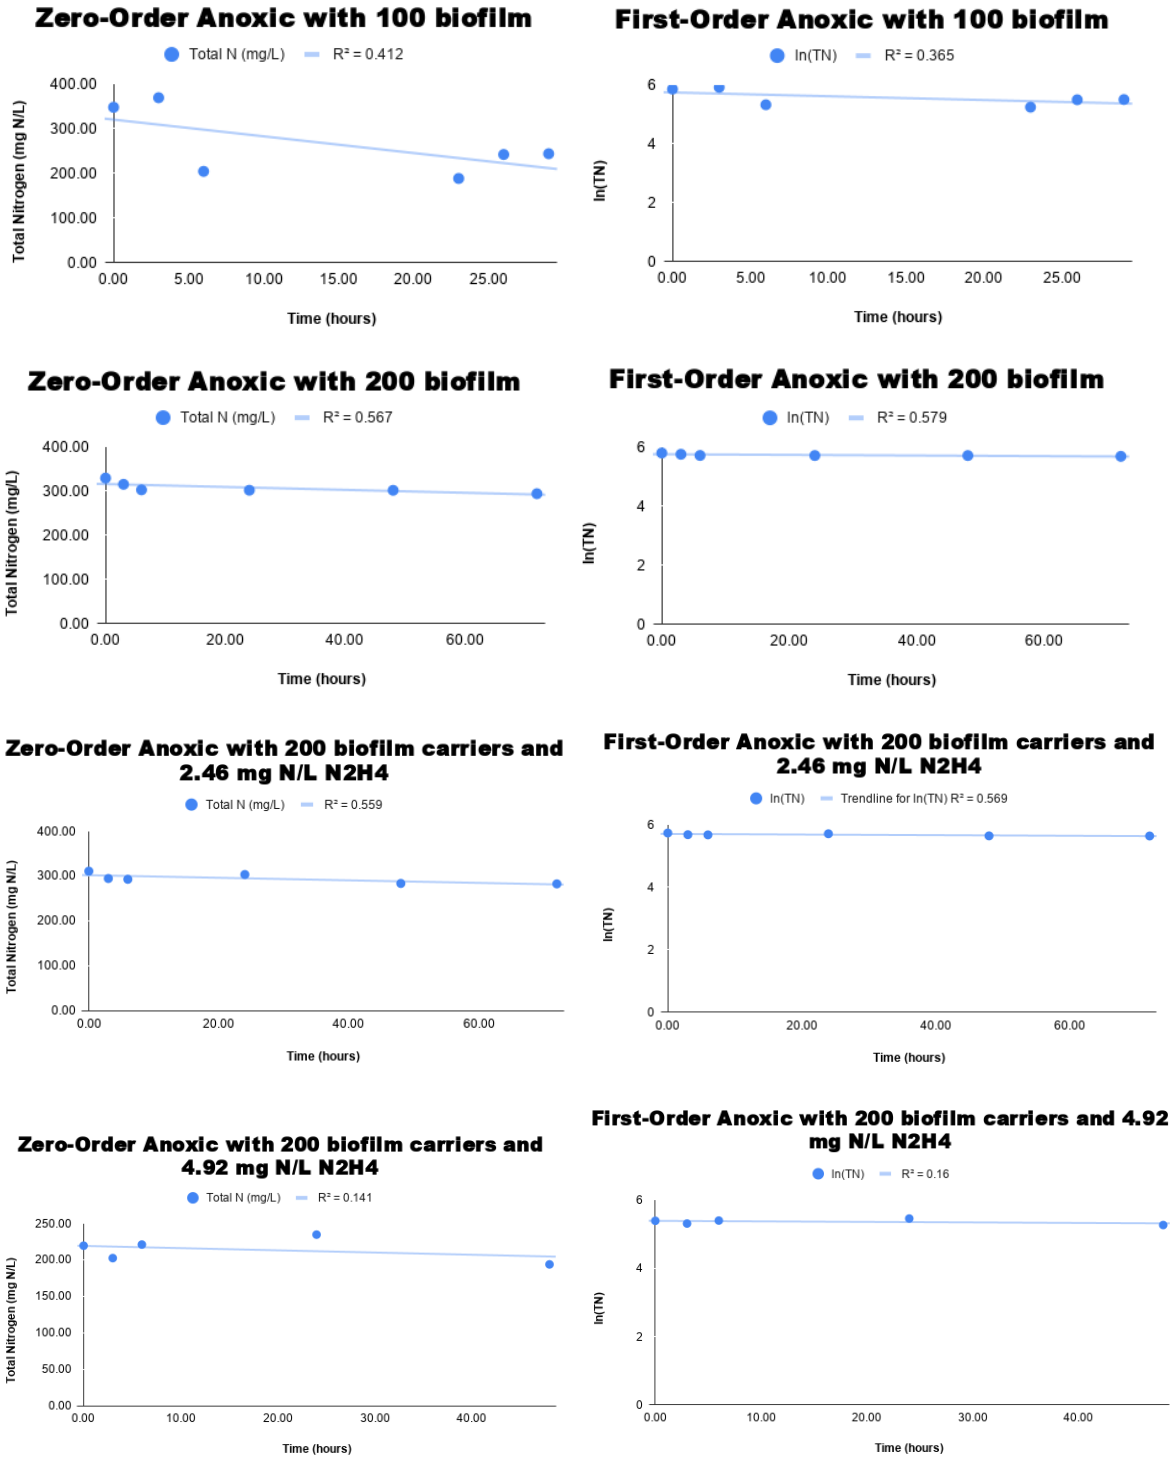 Zero-Order Anoxic with 100 biofilm
Total N (mg/L) R² = 0.412
400.00
300.00
200.00
100.00
0.00
Total Nitrogen (mg N/L)
0.00 5.00 10.00 15.00 20.00 25.00
Time (hours)
First-Order Anoxic with 100 biofilm
ln(TN) R² = 0.365
6
4
2
0
ln(TN)
0.00 5.00 10.00 15.00 20.00 25.00
Time (hours)
Zero-Order Anoxic with 200 biofilm
Total N (mg/L) R² = 0.567
400.00
300.00
200.00
100.00
0.00
Total Nitrogen (mg/L)
0.00 20.00 40.00 60.00
Time (hours)
First-Order Anoxic with 200 biofilm
ln(TN) R² = 0.579
6
4
2
0
ln(TN)
0.00 20.00 40.00 60.00
Time (hours)
Zero-Order Anoxic with 200 biofilm carriers and
2.46 mg N/L N2H4
Total N (mg/L) R² = 0.559
400.00
300.00
200.00
100.00
0.00
Total Nitrogen (mg N/L)
0.00 20.00 40.00 60.00
Time (hours)
First-Order Anoxic with 200 biofilm carriers and
2.46 mg N/L N2H4
ln(TN) Trendline for ln(TN) R² = 0.569
6
4
2
0
ln(TN)
0.00 20.00 40.00 60.00
Time (hours)
Zero-Order Anoxic with 200 biofilm carriers and
4.92 mg N/L N2H4
Total N (mg/L) R² = 0.141
250.00
200.00
150.00
100.00
50.00
0.00
Total Nitrogen (mg N/L)
0.00 10.00 20.00 30.00 40.00
Time (hours)
First-Order Anoxic with 200 biofilm carriers and 4.92
mg N/L N2H4
ln(TN) R² = 0.16
6
4
2
0
ln(TN)
0.00 10.00 20.00 30.00 40.00
Time (hours)